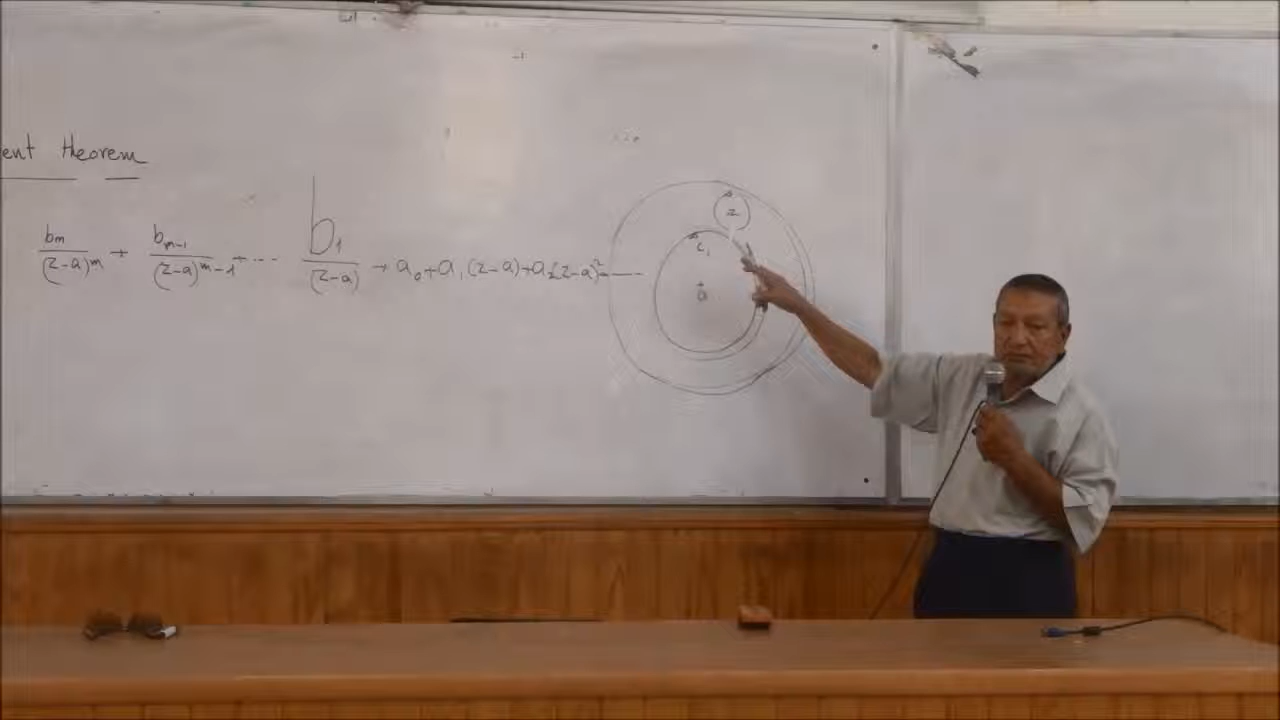 ent theorem
bm/(z-a)^m + bm-1/(z-a)^m-1 + ... b1/(z-a) + a0 + a1(z-a) + a2(z-a)^2 ----
z
C1
a